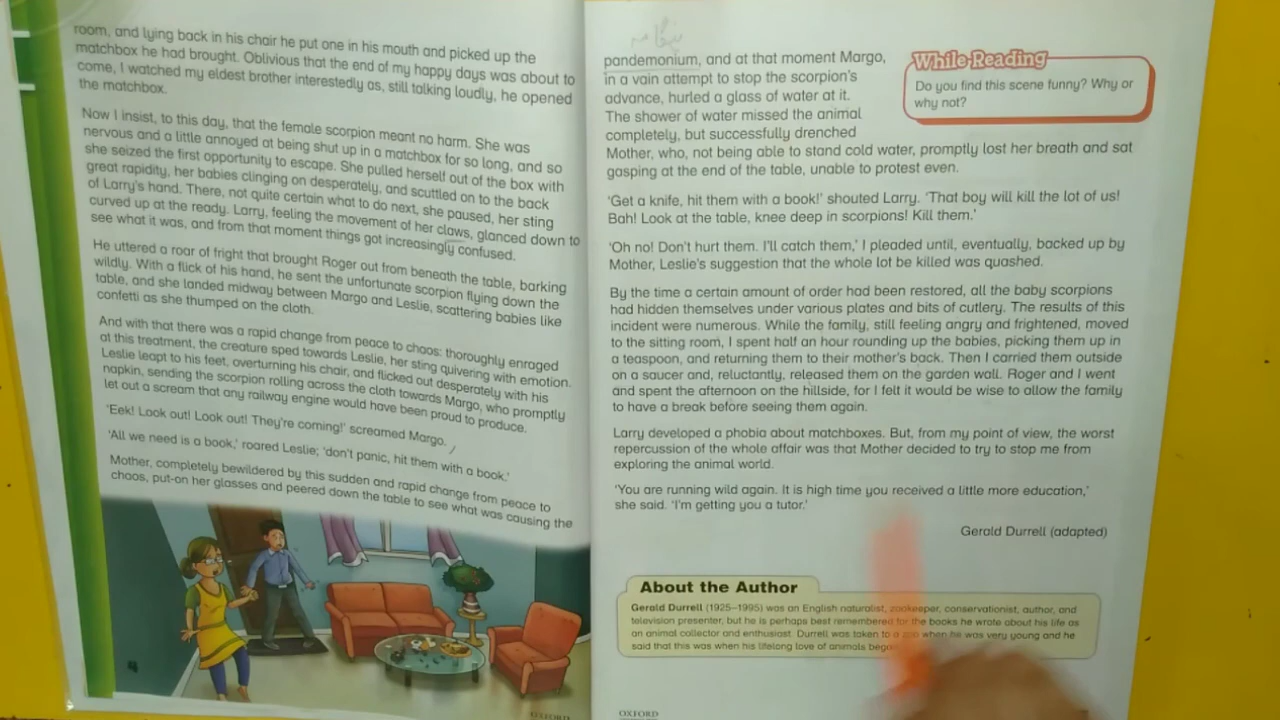 room, and lying back in his chair he put one in his mouth and picked up the
matchbox he had brought. Oblivious that the end of my happy days was about to
come, I watched my eldest brother interestedly as, still talking loudly, he opened
the matchbox.
Now I insist, to this day, that the female scorpion meant no harm. She was
nervous and a little annoyed at being shut up in a matchbox for so long, and so
she seized the first opportunity to escape. She pulled herself out of the box with
great rapidity, her babies clinging on desperately, and scuttled on to the back
of Larry's hand. There, not quite certain what to do next, she paused, her sting
curved up at the ready. Larry, feeling the movement of her claws, glanced down to
see what it was, and from that moment things got increasingly confused.
He uttered a roar of fright that brought Roger out from beneath the table, barking
wildly. With a flick of his hand, he sent the unfortunate scorpion flying down the
table, and she landed midway between Margo and Leslie, scattering babies like
confetti as she thumped on the cloth.
And with that there was a rapid change from peace to chaos: thoroughly enraged
at this treatment, the creature sped towards Leslie, her sting quivering with emotion.
Leslie leapt to his feet, overturning his chair, and flicked out desperately with his
napkin, sending the scorpion rolling across the cloth towards Margo, who promptly
let out a scream that any railway engine would have been proud to produce.
'Eek! Look out! Look out! They're coming!' screamed Margo.
'All we need is a book,' roared Leslie; 'don't panic, hit them with a book.'
Mother, completely bewildered by this sudden and rapid change from peace to
chaos, put-on her glasses and peered down the table to see what was causing the
OXFORD
pandemonium, and at that moment Margo,
in a vain attempt to stop the scorpion's
advance, hurled a glass of water at it.
The shower of water missed the animal
completely, but successfully drenched
Mother, who, not being able to stand cold water, promptly lost her breath and sat
gasping at the end of the table, unable to protest even.
While Reading
Do you find this scene funny? Why or
why not?
'Get a knife, hit them with a book!' shouted Larry. 'That boy will kill the lot of us!
Bah! Look at the table, knee deep in scorpions! Kill them.'
'Oh no! Don't hurt them. I'll catch them,' I pleaded until, eventually, backed up by
Mother, Leslie's suggestion that the whole lot be killed was quashed.
By the time a certain amount of order had been restored, all the baby scorpions
had hidden themselves under various plates and bits of cutlery. The results of this
incident were numerous. While the family, still feeling angry and frightened, moved
to the sitting room, I spent half an hour rounding up the babies, picking them up in
a teaspoon, and returning them to their mother's back. Then I carried them outside
on a saucer and, reluctantly, released them on the garden wall. Roger and I went
and spent the afternoon on the hillside, for I felt it would be wise to allow the family
to have a break before seeing them again.
Larry developed a phobia about matchboxes. But, from my point of view, the worst
repercussion of the whole affair was that Mother decided to try to stop me from
exploring the animal world.
'You are running wild again. It is high time you received a little more education,'
she said. 'I'm getting you a tutor.'
Gerald Durrell (adapted)
About the Author
Gerald Durrell (1925–1995) was an English naturalist, zookeeper, conservationist, author, and
television presenter, but he is perhaps best remembered for the books he wrote about his life as
an animal collector and enthusiast. Durrell was taken to a zoo when he was very young and he
said that this was when his lifelong love of animals
OXFORD